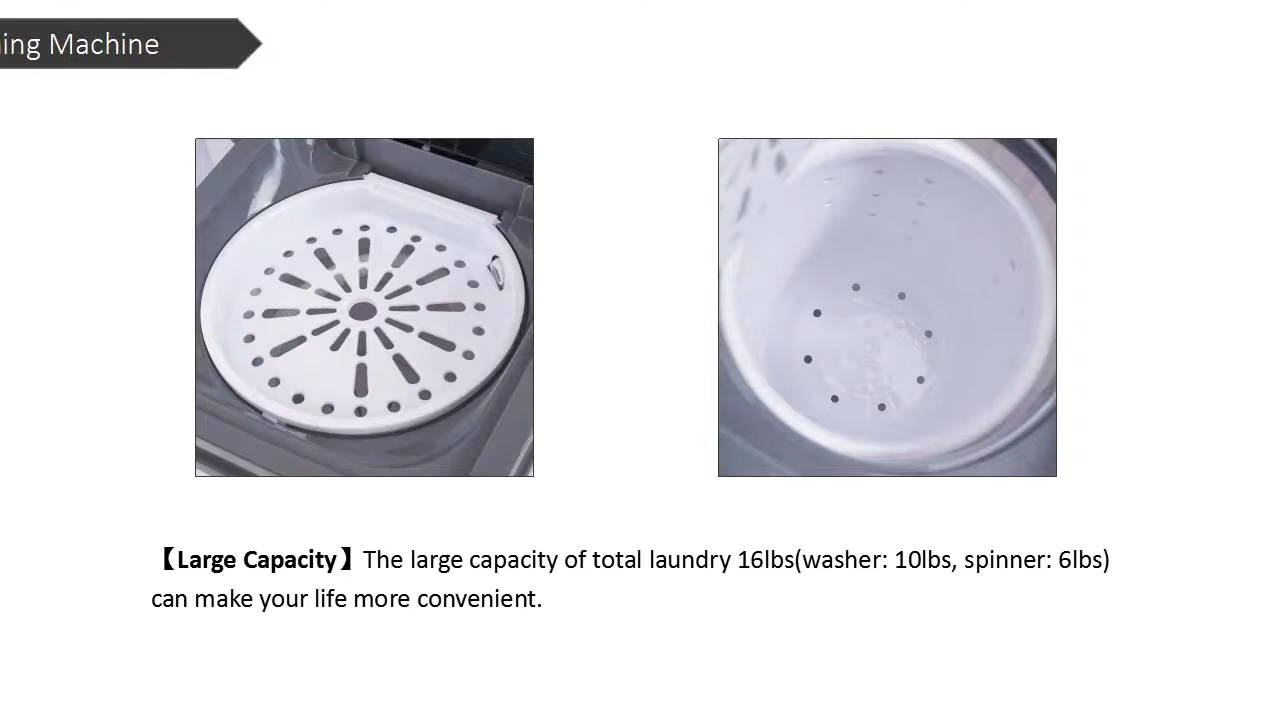 ing Machine
【Large Capacity】The large capacity of total laundry 16lbs(washer: 10lbs, spinner: 6lbs)
can make your life more convenient.